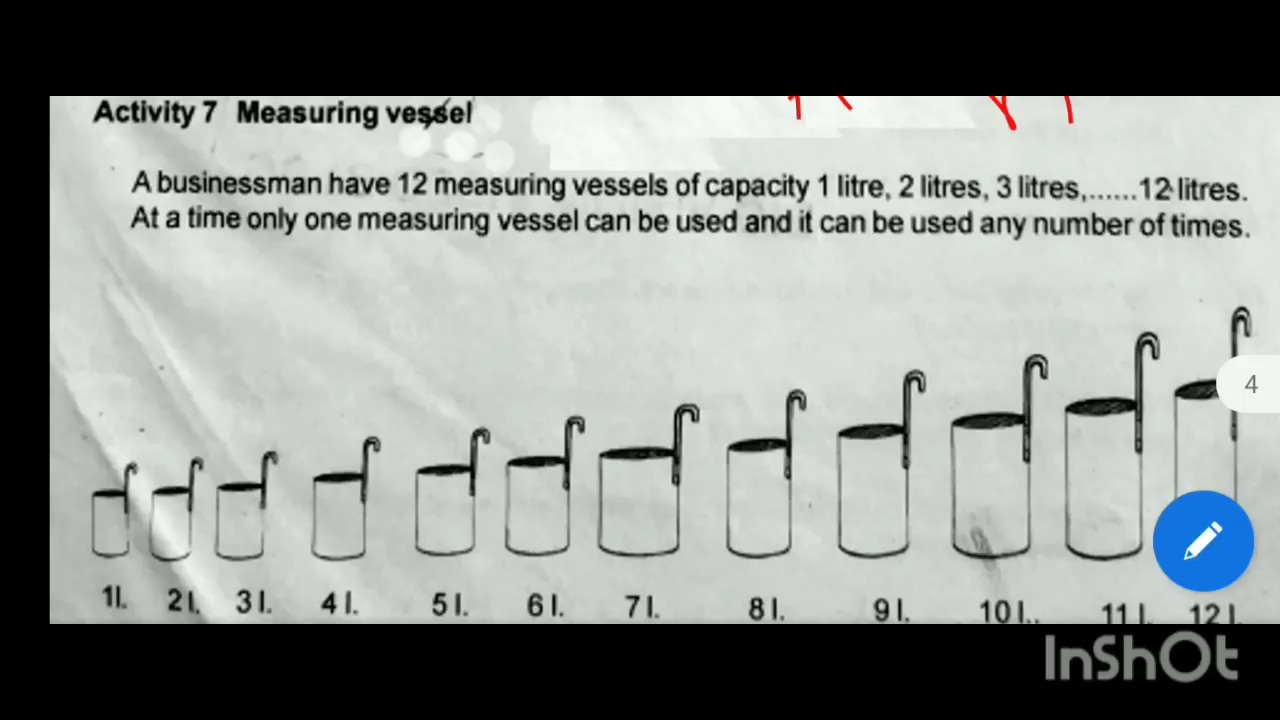 Activity 7 Measuring vessel
A businessman have 12 measuring vessels of capacity 1 litre, 2 litres, 3 litres,......12 litres.
At a time only one measuring vessel can be used and it can be used any number of times.
4
1l. 2l. 3l. 4l. 5l. 6l. 7l. 8l. 9l. 10l.. 11l. 12l.
InShOt